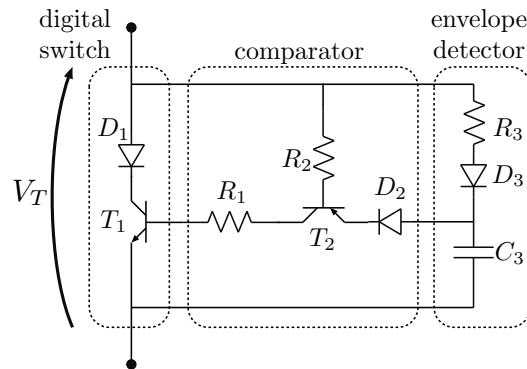 digital
switch
comparator
envelope
detector
D1
R3
R2
D3
D2
VT
R1
T1
T2
C3